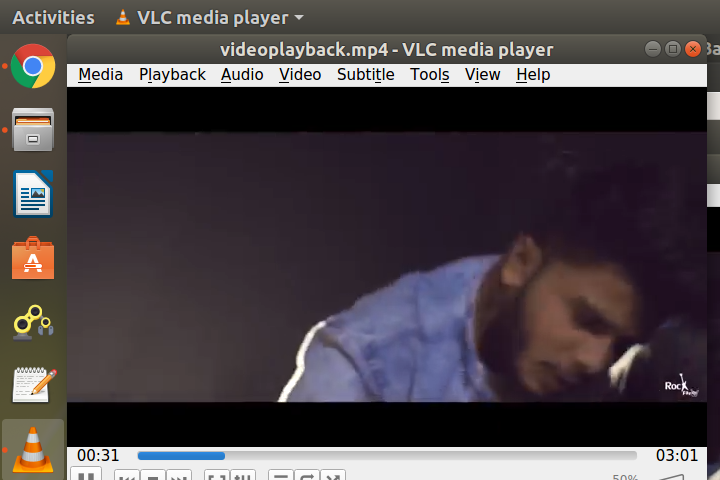 Activities VLC media player
videoplayback.mp4 - VLC media player
Media Playback Audio Video Subtitle Tools View Help
Rock
00:31 03:01
50%